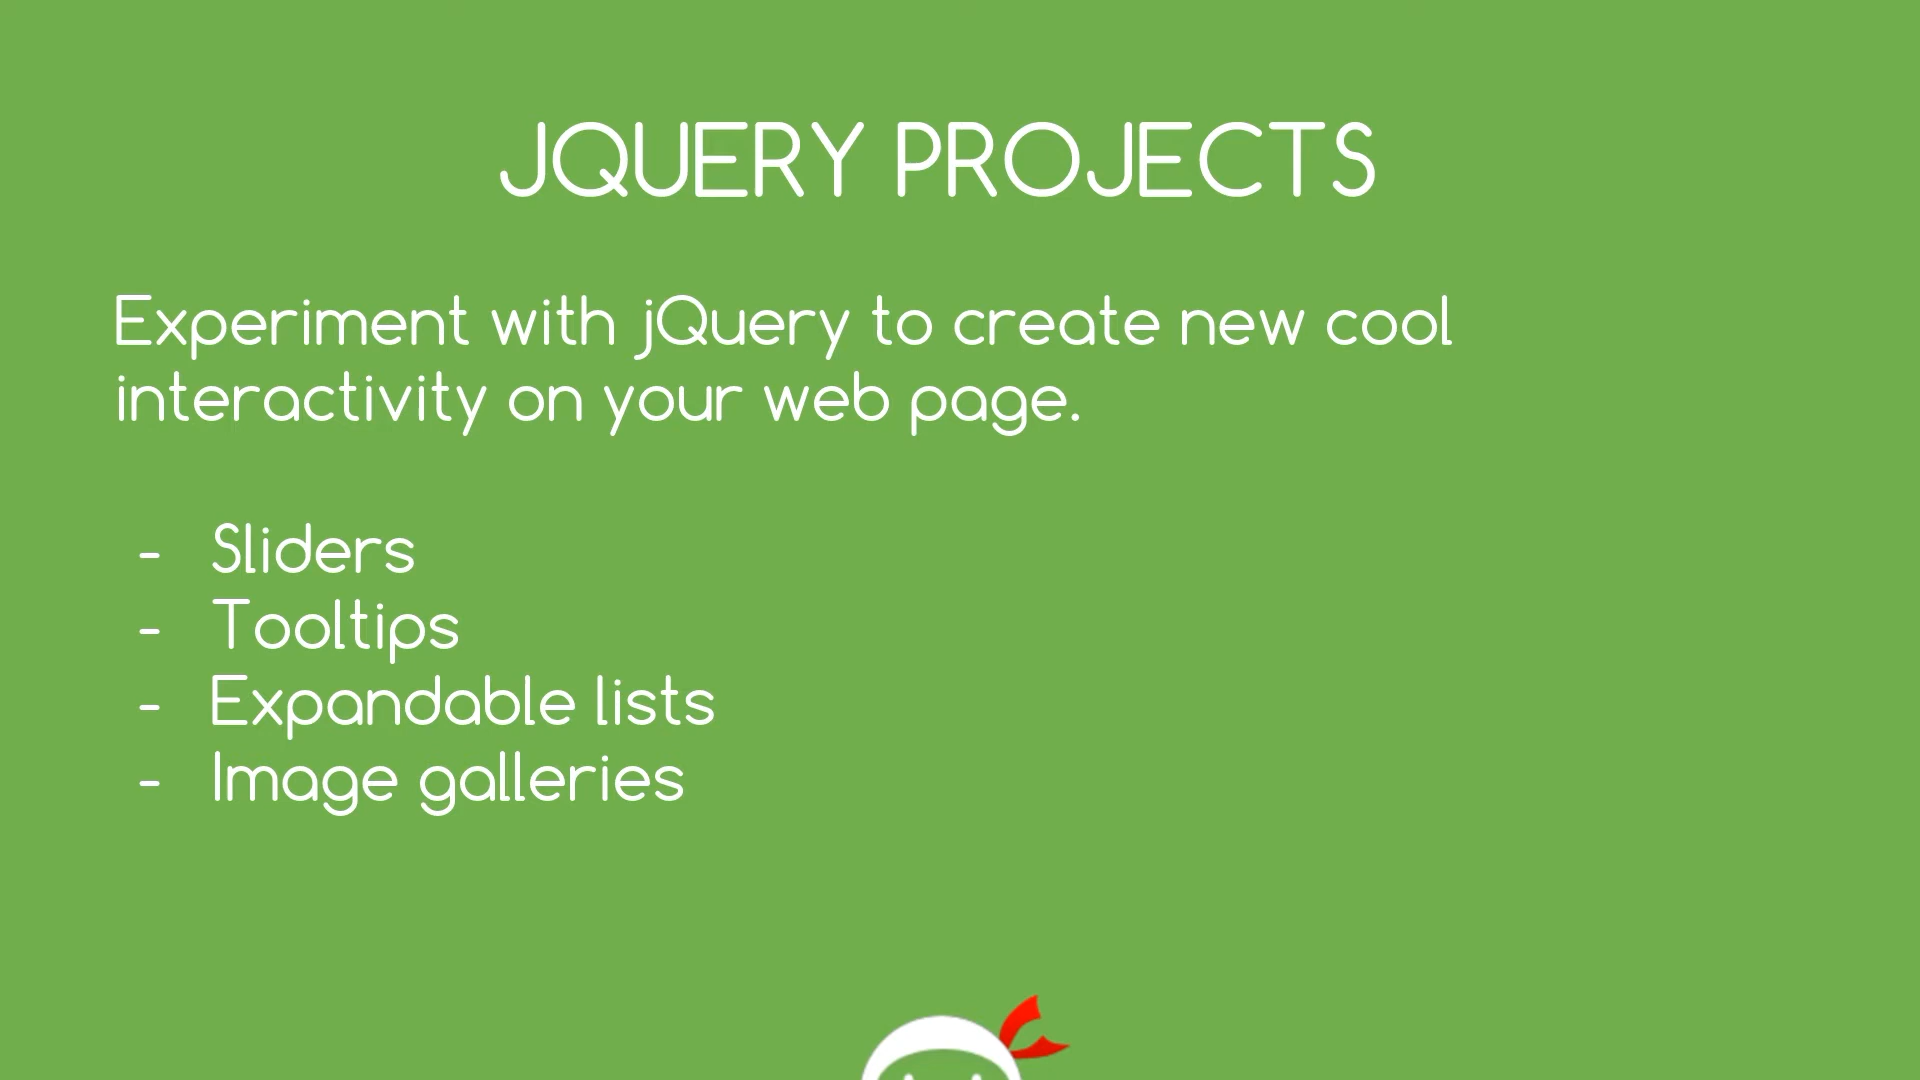 JQUERY PROJECTS
Experiment with jQuery to create new cool
interactivity on your web page.
- Sliders
- Tooltips
- Expandable lists
- Image galleries